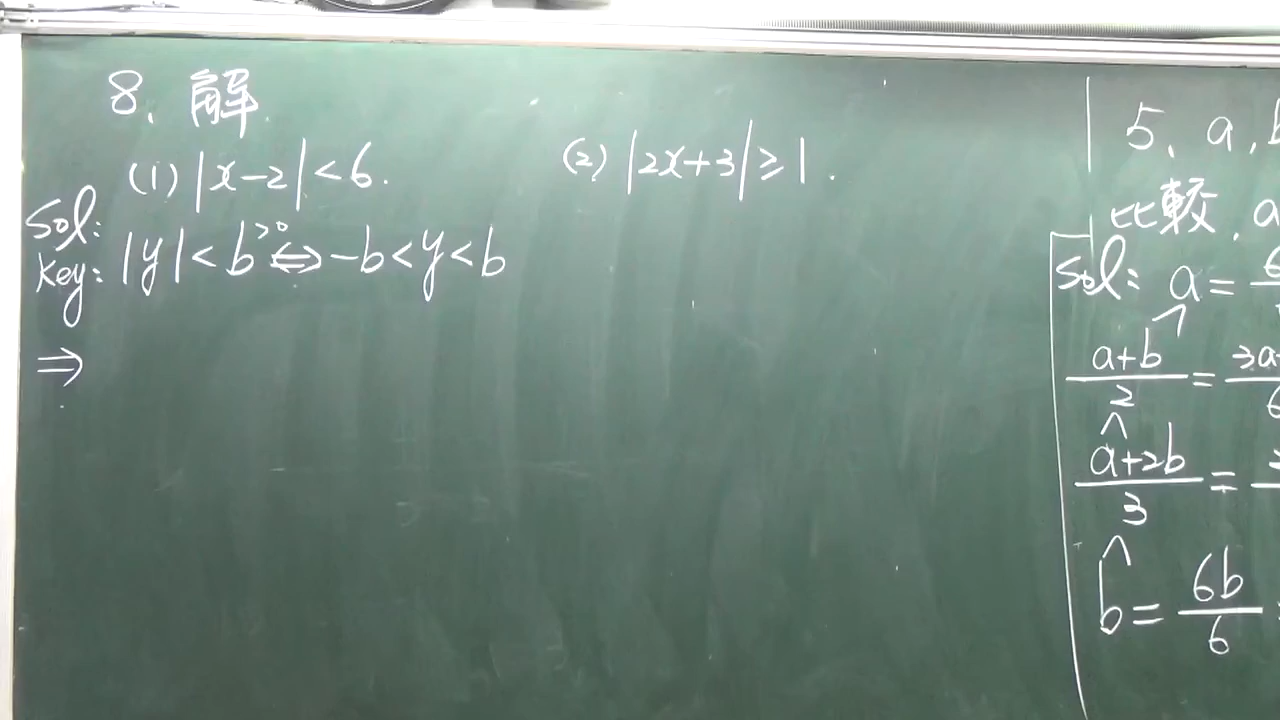 8. 解
(1) |x-2|<6. (2) |2x+3|≥1.
Sol:
Key: |y|<b>0 ⇔ -b<y<b
⇒
5. a,
比較. a
Sol: a=
∧
a+b/2 =
∧
a+2b/3 =
∧
b= 6b/6